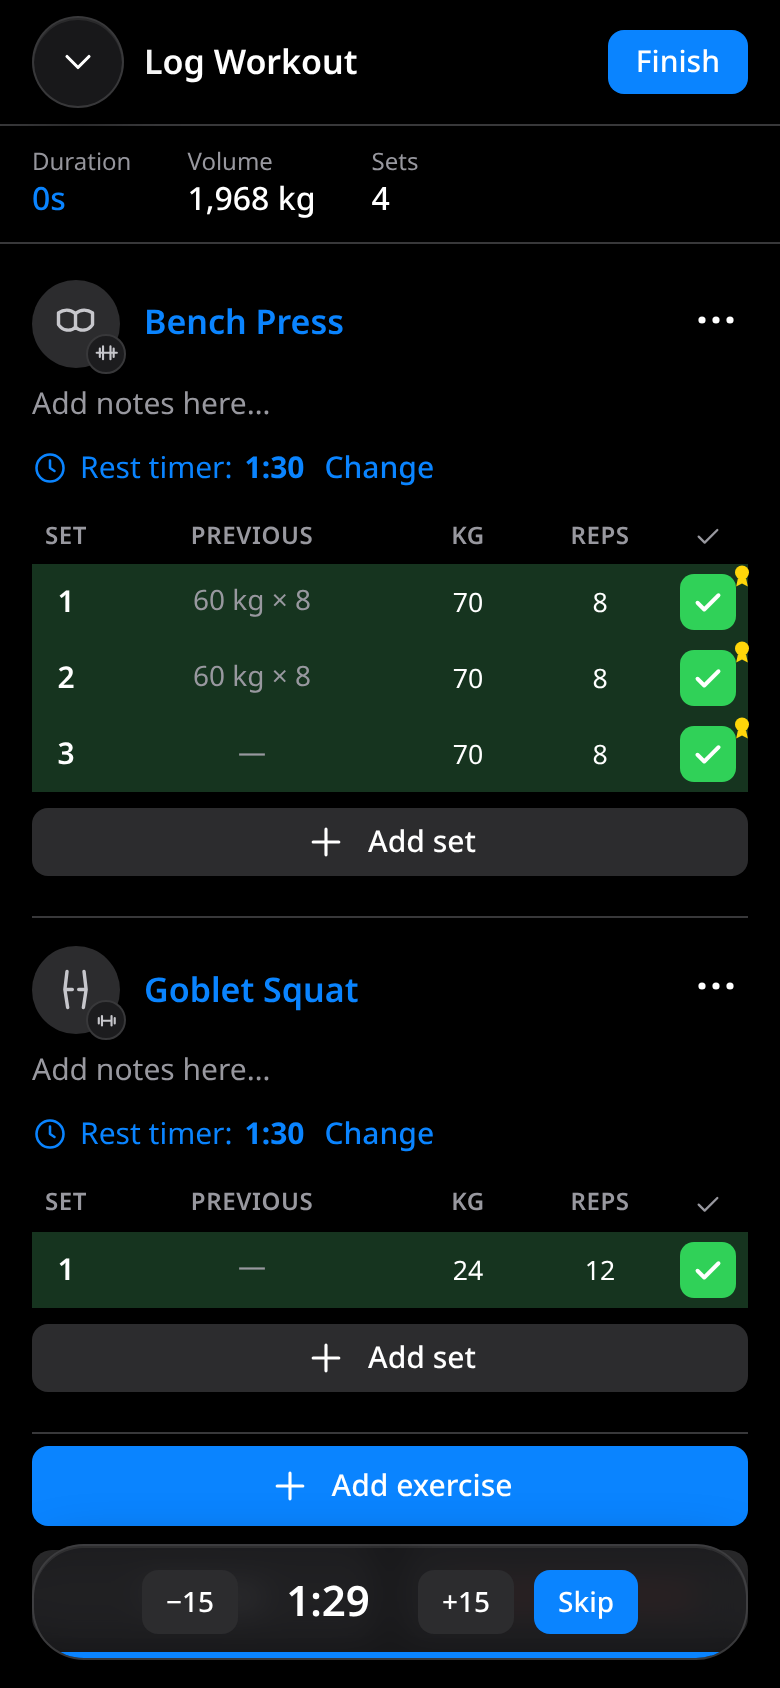 Log Workout Finish
Duration Volume Sets
0s 1,968 kg 4
Bench Press
Add notes here...
Rest timer: 1:30 Change
SET PREVIOUS KG REPS
1 60 kg × 8 70 8
2 60 kg × 8 70 8
3 — 70 8
Add set
Goblet Squat
Add notes here...
Rest timer: 1:30 Change
SET PREVIOUS KG REPS
1 — 24 12
Add set
Add exercise
−15 1:29 +15 Skip